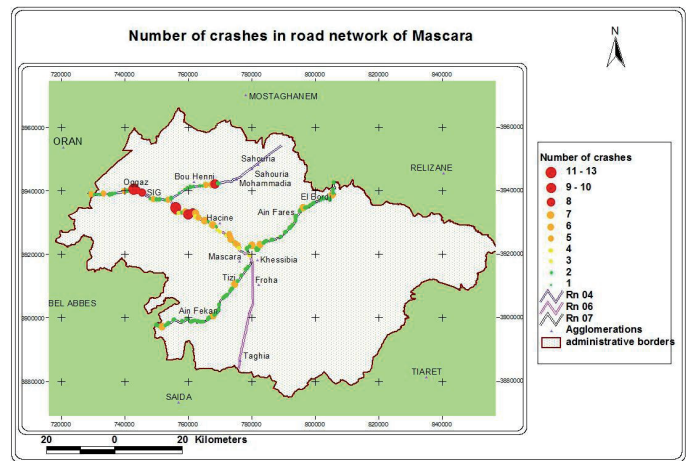 Number of crashes in road network of Mascara
N
720000 740000 760000 780000 800000 820000 840000
MOSTAGHANEM
3960000 3960000
ORAN
Sahouria
RELIZANE
Oggaz Bou Henni Sahouria
Mohammadia
3940000 SIG El Bordj 3940000
Hacine Ain Fares
3920000 3920000
Mascara Khessibia
Tizi Froha
BEL ABBES Ain Fekan
3900000 3900000
Taghia
TIARET
3880000 3880000
SAIDA
720000 740000 760000 780000 800000 820000 840000
20 0 20 Kilometers
Number of crashes
11 - 13
9 - 10
8
7
6
5
4
3
2
1
Rn 04
Rn 06
Rn 07
Agglomerations
administrative borders